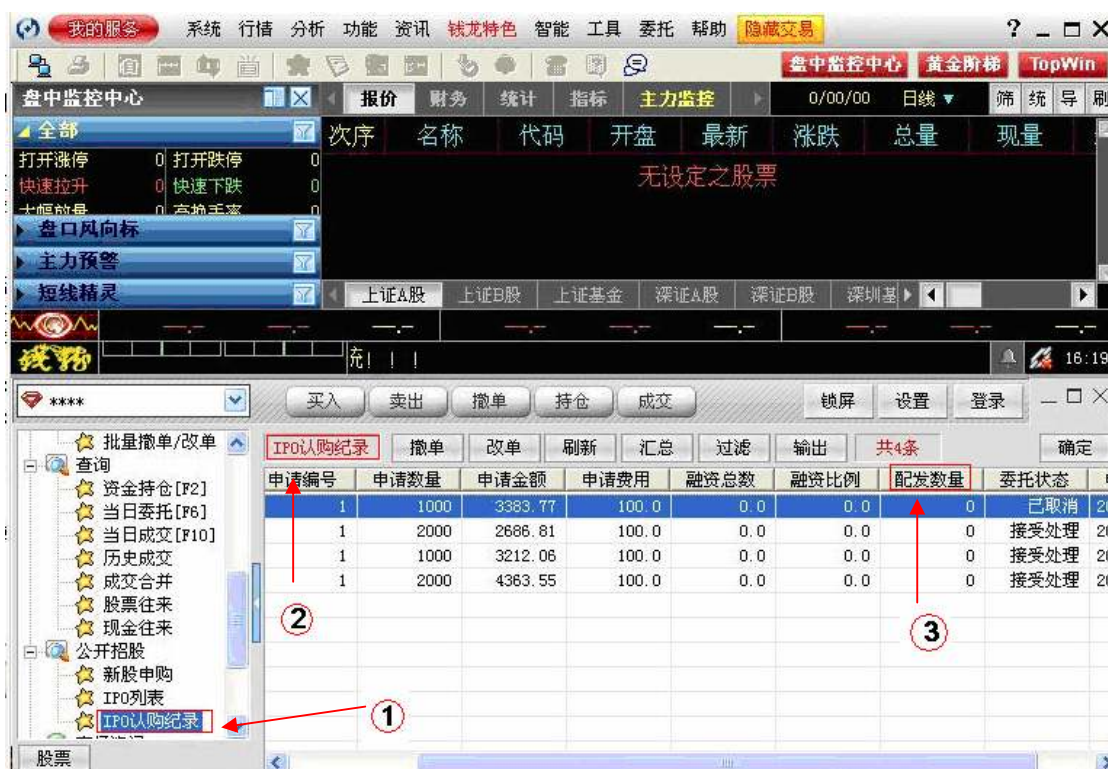 我的服务 系统 行情 分析 功能 资讯 钱龙特色 智能 工具 委托 帮助 隐藏交易 ?
盘中监控中心 黄金阶梯 TopWin
盘中监控中心 报价 财务 统计 指标 主力监控 0/00/00 日线 筛 统 导 刷
全部 次序 名称 代码 开盘 最新 涨跌 总量 现量
打开涨停 0 打开跌停 0
无设定之股票
快速拉升 0 快速下跌 0
大幅放量 0 高换手率 0
盘口风向标
主力预警
短线精灵 上证A股 上证B股 上证基金 深证A股 深证B股 深圳基
—.— —.— —.— —.— —.— —.— —.— —.— —.—
钱龙 充! ! ! 16:19
**** 买入 卖出 撤单 持仓 成交 锁屏 设置 登录
批量撤单/改单 IPO认购纪录 撤单 改单 刷新 汇总 过滤 输出 共4条 确定
查询 申请编号 申请数量 申请金额 申请费用 融资总数 融资比例 配发数量 委托状态
资金持仓[F2] 1 1000 3383.77 100.0 0.0 0.0 0 已取消 20
当日委托[F6] 1 2000 2686.81 100.0 0.0 0.0 0 接受处理 20
当日成交[F10] 1 1000 3212.06 100.0 0.0 0.0 0 接受处理 20
历史成交 1 2000 4363.55 100.0 0.0 0.0 0 接受处理 20
成交合并
股票往来
现金往来
② ③
公开招股
新股申购
IPO列表
IPO认购纪录 ①
股票